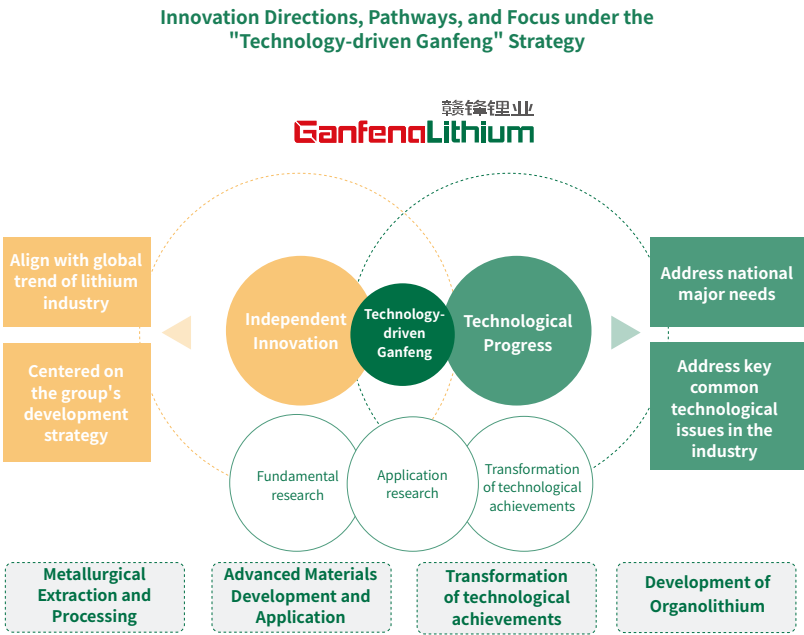 Innovation Directions, Pathways, and Focus under the
"Technology-driven Ganfeng" Strategy
赣锋锂业
GanfengLithium
Align with global
trend of lithium
industry
Centered on
the group's
development
strategy
Independent
Innovation
Technology-
driven
Ganfeng
Technological
Progress
Address national
major needs
Address key
common
technological
issues in the
industry
Fundamental
research
Application
research
Transformation
of technological
achievements
Metallurgical
Extraction and
Processing
Advanced Materials
Development and
Application
Transformation
of technological
achievements
Development of
Organolithium